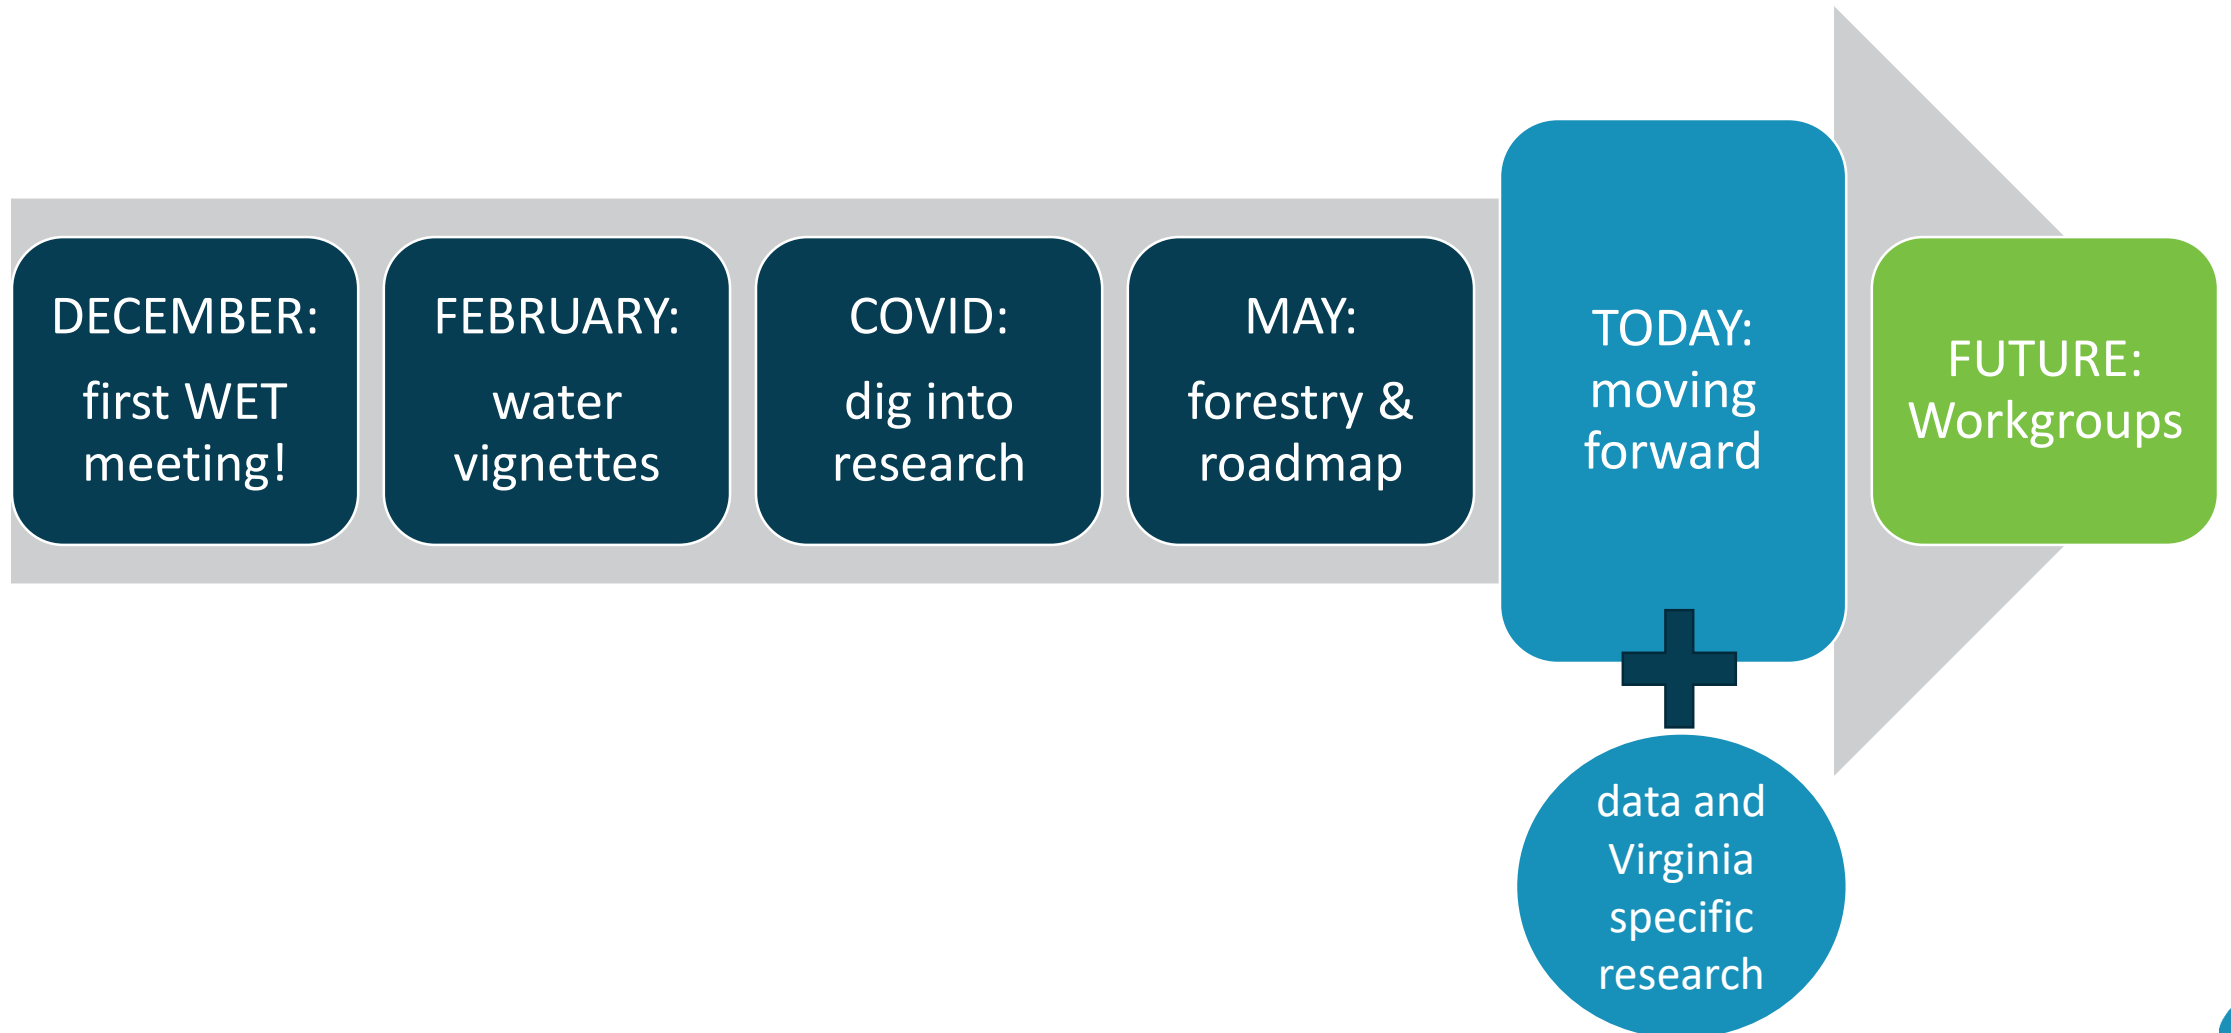 DECEMBER:
first WET
meeting!
FEBRUARY:
water
vignettes
COVID:
dig into
research
MAY:
forestry &
roadmap
TODAY:
moving
forward
FUTURE:
Workgroups
data and
Virginia
specific
research